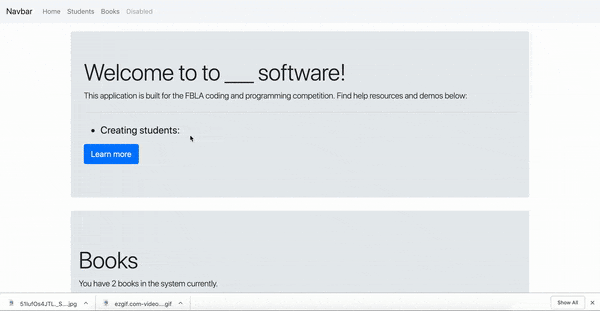 Navbar Home Students Books Disabled
Welcome to to ___ software!
This application is built for the FBLA coding and programming competition. Find help resources and demos below:
Creating students:
Learn more
Books
You have 2 books in the system currently.
51iuf0s4JTL._S....jpg ezgif.com-video....gif Show All